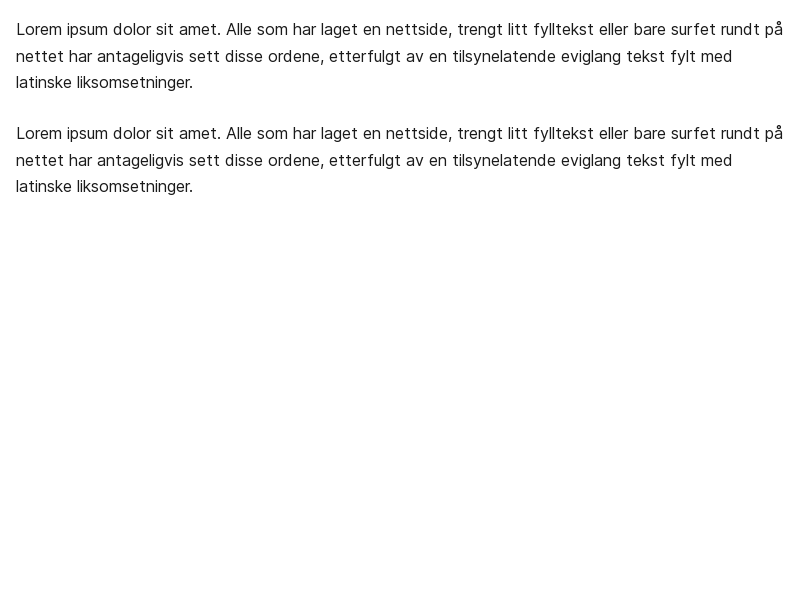 Lorem ipsum dolor sit amet. Alle som har laget en nettside, trengt litt fylltekst eller bare surfet rundt på
nettet har antageligvis sett disse ordene, etterfulgt av en tilsynelatende eviglang tekst fylt med
latinske liksomsetninger.
Lorem ipsum dolor sit amet. Alle som har laget en nettside, trengt litt fylltekst eller bare surfet rundt på
nettet har antageligvis sett disse ordene, etterfulgt av en tilsynelatende eviglang tekst fylt med
latinske liksomsetninger.